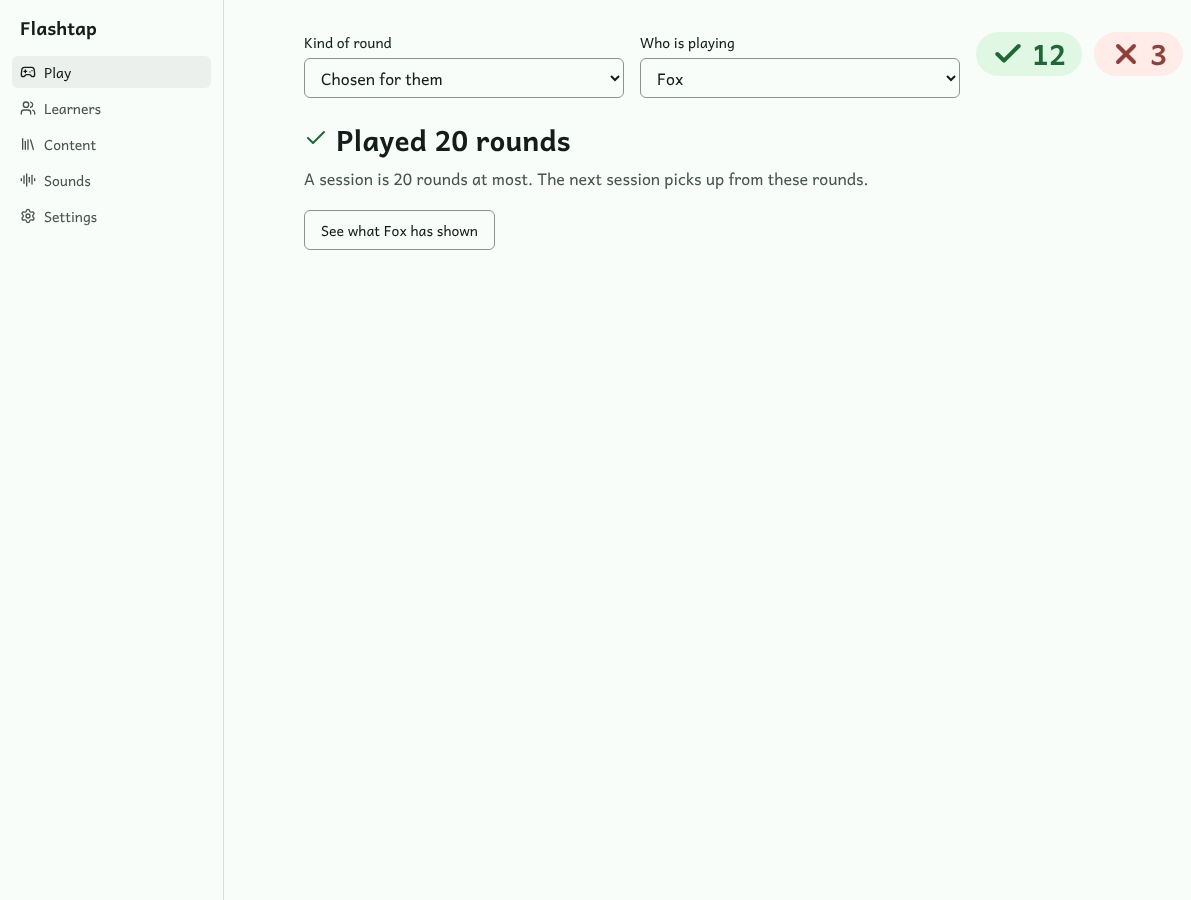 Flashtap
Play
Learners
Content
Sounds
Settings
Kind of round
Chosen for them
Who is playing
Fox
12
3
Played 20 rounds
A session is 20 rounds at most. The next session picks up from these rounds.
See what Fox has shown